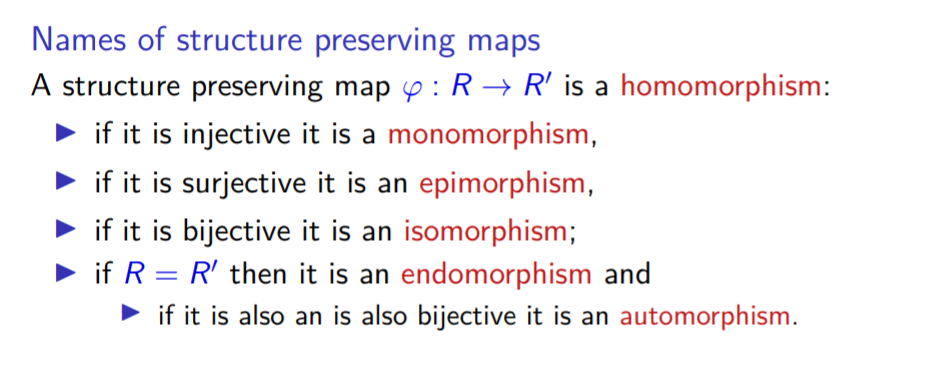 Names of structure preserving maps
A structure preserving map φ : R → R′ is a homomorphism:
▶ if it is injective it is a monomorphism,
▶ if it is surjective it is an epimorphism,
▶ if it is bijective it is an isomorphism;
▶ if R = R′ then it is an endomorphism and
▶ if it is also an is also bijective it is an automorphism.